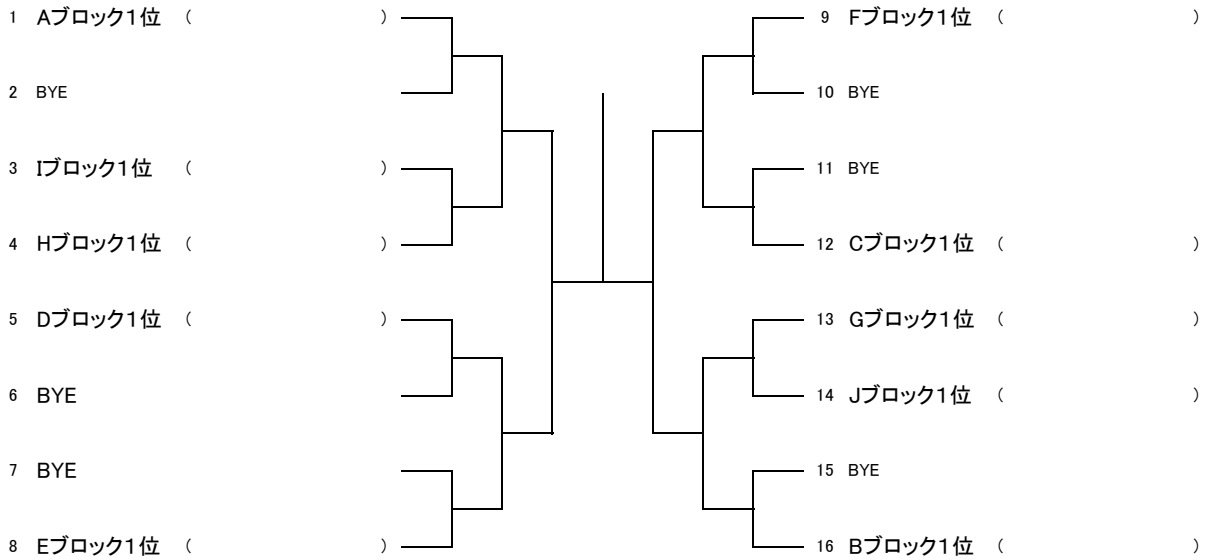 1 Aブロック1位 （ ）
2 BYE
3 Iブロック1位 （ ）
4 Hブロック1位 （ ）
5 Dブロック1位 （ ）
6 BYE
7 BYE
8 Eブロック1位 （ ）
9 Fブロック1位 （ ）
10 BYE
11 BYE
12 Cブロック1位 （ ）
13 Gブロック1位 （ ）
14 Jブロック1位 （ ）
15 BYE
16 Bブロック1位 （ ）